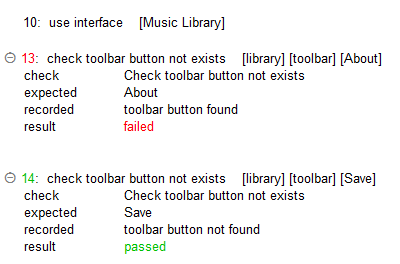 10: use interface [Music Library]
13: check toolbar button not exists [library] [toolbar] [About]
check Check toolbar button not exists
expected About
recorded toolbar button found
result failed
14: check toolbar button not exists [library] [toolbar] [Save]
check Check toolbar button not exists
expected Save
recorded toolbar button not found
result passed